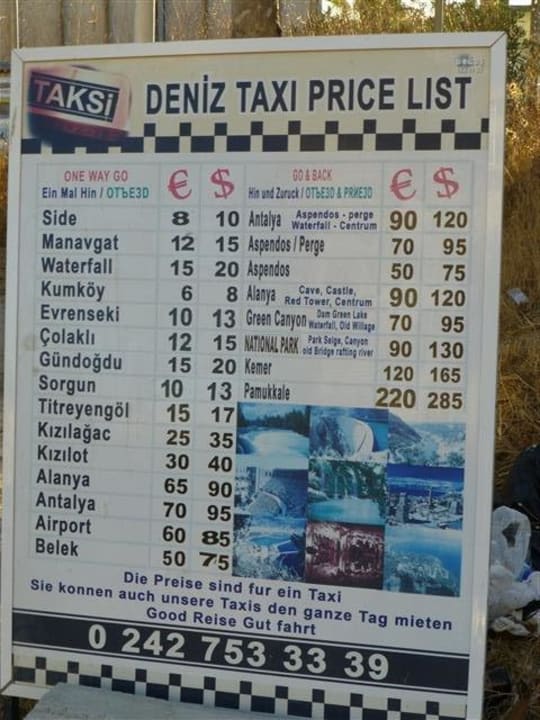 TAKSİ
DENİZ TAXI PRICE LIST
ONE WAY GO € $
Ein Mal Hin / ОТЪЕЗD
Side 8 10
Manavgat 12 15
Waterfall 15 20
Kumköy 6 8
Evrenseki 10 13
Çolaklı 12 15
Gündoğdu 15 20
Sorgun 10 13
Titreyengöl 15 17
Kızılağac 25 35
Kızılot 30 40
Alanya 65 90
Antalya 70 95
Airport 60 85
Belek 50 75
GO & BACK € $
Hin und Zuruck / ОТЪЕЗD & PRИЕЗD
Antalya Aspendos - perge Waterfall - Centrum 90 120
Aspendos / Perge 70 95
Aspendos 50 75
Alanya Cave, Castle, Red Tower, Centrum 90 120
Green Canyon Dam Green Lake Waterfall, Old Willage 70 95
NATIONAL PARK Park Selge, Canyon old Bridge rafting river 90 130
Kemer 120 165
Pamukkale 220 285
Die Preise sind fur ein Taxi
Sie konnen auch unsere Taxis den ganze Tag mieten
Good Reise Gut fahrt
0 242 753 33 39